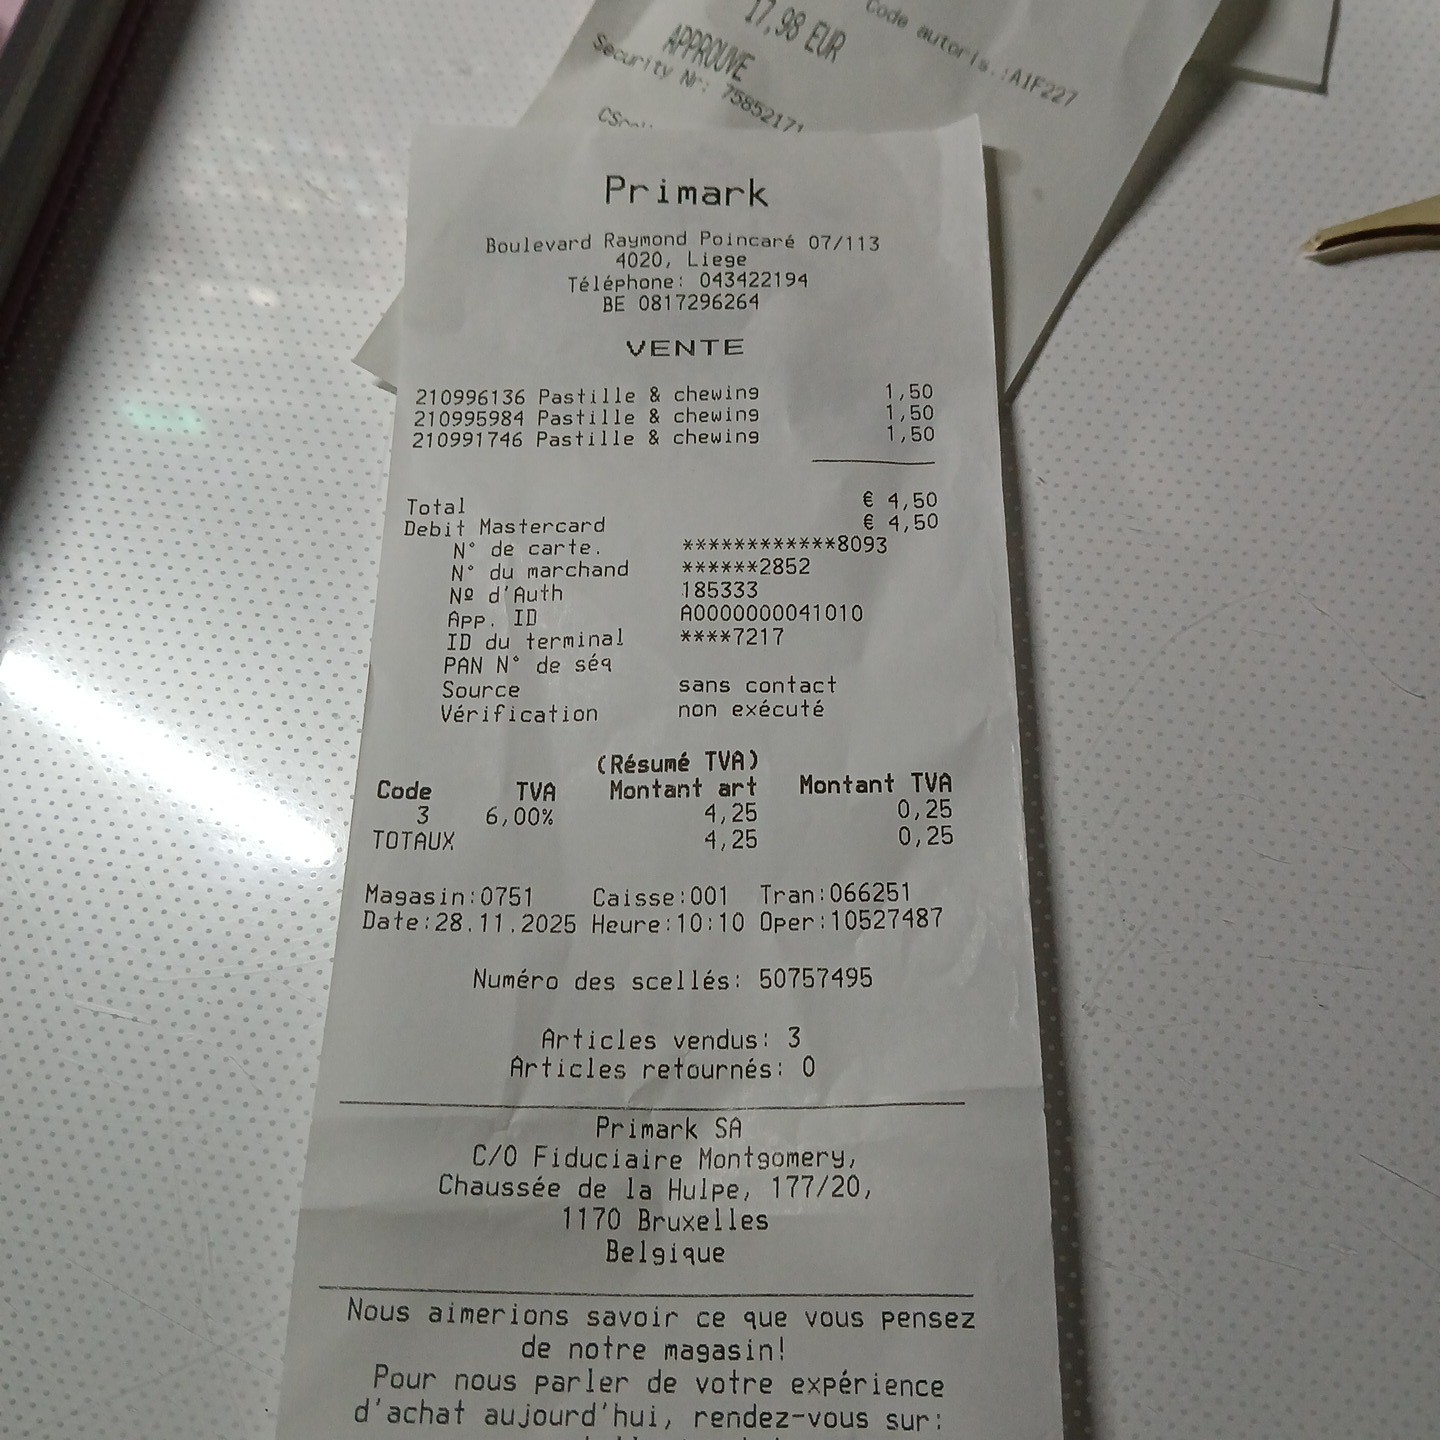 17,98 EUR
Code autoris.:A1F227
APPROUVE
Security Nr: 75852171
Primark
Boulevard Raymond Poincaré 07/113
4020, Liege
Téléphone: 043422194
BE 0817296264
VENTE
210996136 Pastille & chewing 1,50
210995984 Pastille & chewing 1,50
210991746 Pastille & chewing 1,50
Total € 4,50
Debit Mastercard € 4,50
N° de carte. ************8093
N° du marchand ******2852
Nº d'Auth 185333
App. ID A0000000041010
ID du terminal ****7217
PAN N° de séq
Source sans contact
Vérification non exécuté
(Résumé TVA)
Code TVA Montant art Montant TVA
3 6,00% 4,25 0,25
TOTAUX 4,25 0,25
Magasin:0751 Caisse:001 Tran:066251
Date:28.11.2025 Heure:10:10 Oper:10527487
Numéro des scellés: 50757495
Articles vendus: 3
Articles retournés: 0
Primark SA
C/O Fiduciaire Montgomery,
Chaussée de la Hulpe, 177/20,
1170 Bruxelles
Belgique
Nous aimerions savoir ce que vous pensez
de notre magasin!
Pour nous parler de votre expérience
d'achat aujourd'hui, rendez-vous sur: